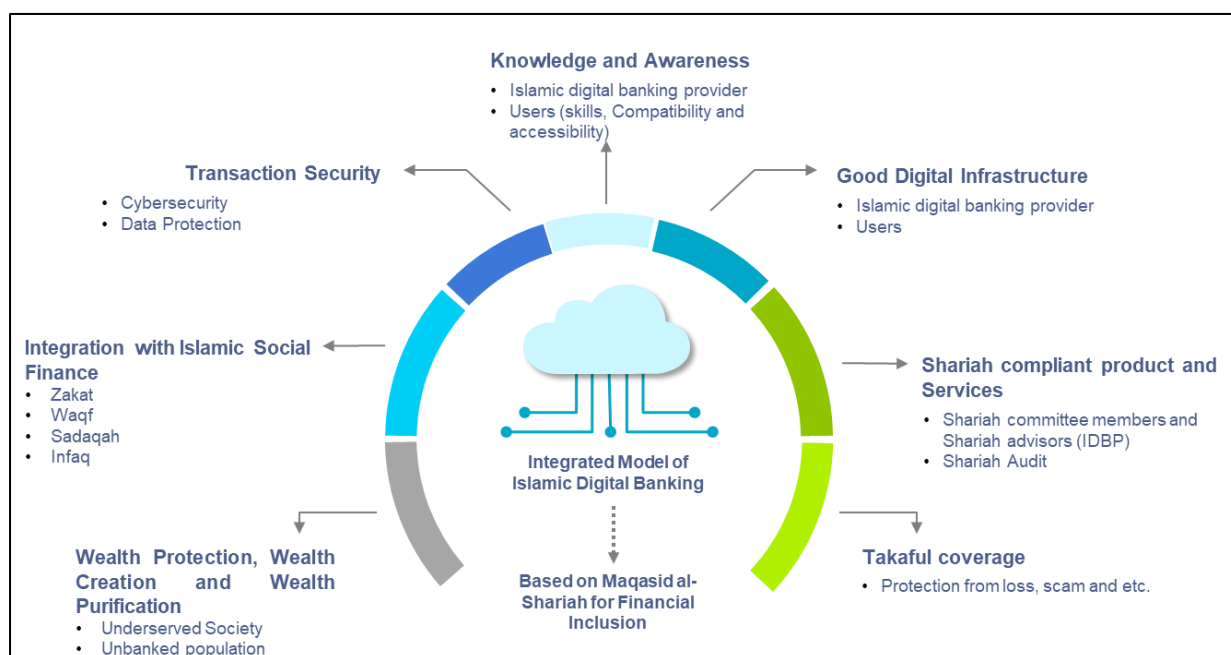 Knowledge and Awareness
• Islamic digital banking provider
• Users (skills, Compatibility and
accessibility)
Transaction Security
• Cybersecurity
• Data Protection
Good Digital Infrastructure
• Islamic digital banking provider
• Users
Integration with Islamic Social
Finance
• Zakat
• Waqf
• Sadaqah
• Infaq
Shariah compliant product and
Services
• Shariah committee members and
Shariah advisors (IDBP)
• Shariah Audit
Integrated Model of
Islamic Digital Banking
Based on Maqasid al-
Shariah for Financial
Inclusion
Wealth Protection, Wealth
Creation and Wealth
Purification
• Underserved Society
• Unbanked population
Takaful coverage
• Protection from loss, scam and etc.